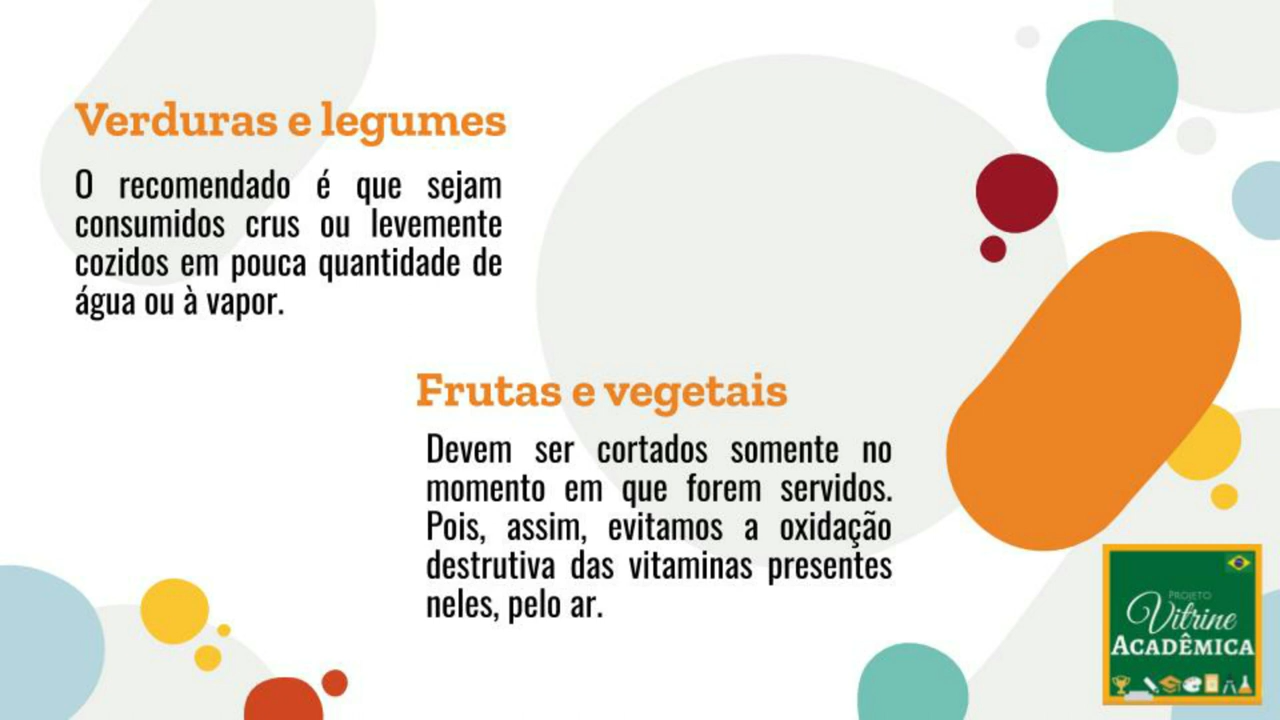 Verduras e legumes
O recomendado é que sejam
consumidos crus ou levemente
cozidos em pouca quantidade de
água ou à vapor.
Frutas e vegetais
Devem ser cortados somente no
momento em que forem servidos.
Pois, assim, evitamos a oxidação
destrutiva das vitaminas presentes
neles, pelo ar.
PROJETO
Vitrine
ACADÊMICA